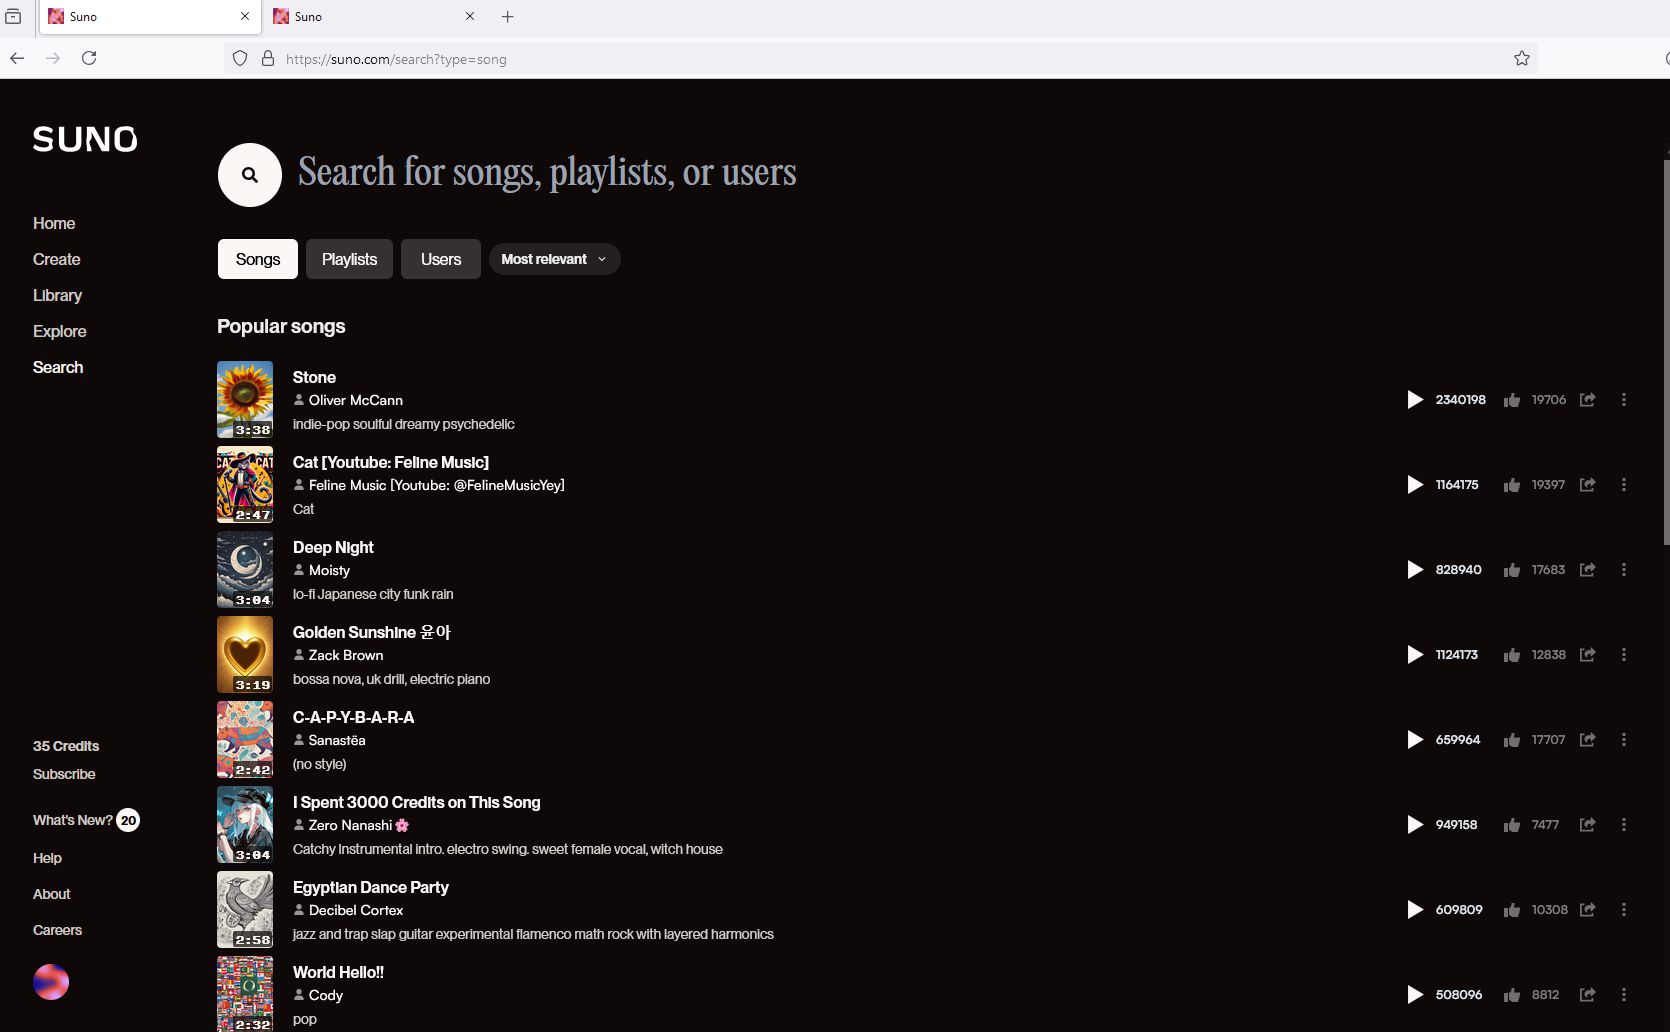 Suno
Suno
https://suno.com/search?type=song
SUNO
Home
Create
Library
Explore
Search
35 Credits
Subscribe
What's New? 20
Help
About
Careers
Search for songs, playlists, or users
Songs Playlists Users Most relevant
Popular songs
Stone
Oliver McCann
indie-pop soulful dreamy psychedelic
3:38
2340198 19706
Cat [Youtube: Feline Music]
Feline Music [Youtube: @FelineMusicYey]
Cat
CAT CAT
2:47
1164175 19397
Deep Night
Moisty
lo-fi Japanese city funk rain
3:04
828940 17683
Golden Sunshine 윤아
Zack Brown
bossa nova, uk drill, electric piano
3:19
1124173 12838
C-A-P-Y-B-A-R-A
Sanastëa
(no style)
2:42
659964 17707
I Spent 3000 Credits on This Song
Zero Nanashi🌸
Catchy Instrumental intro. electro swing. sweet female vocal, witch house
3:04
949158 7477
Egyptian Dance Party
Decibel Cortex
jazz and trap slap guitar experimental flamenco math rock with layered harmonics
2:58
609809 10308
World Hello!!
Cody
pop
2:32
508096 8812